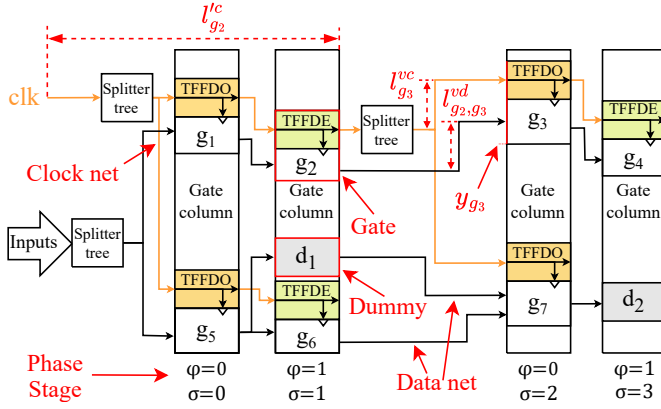 l'^c_{g_2}
clk
Splitter
tree
TFFDO
g_1
TFFDE
g_2
Splitter
tree
l^{vc}_{g_3}
l^{vd}_{g_2,g_3}
TFFDO
g_3
TFFDE
g_4
Clock net
Gate
column
Gate
column
Gate
y_{g_3}
Gate
column
Gate
column
Inputs
Splitter
tree
d_1
Dummy
TFFDO
g_5
TFFDE
g_6
TFFDO
g_7
d_2
Data net
Phase
Stage
φ=0
σ=0
φ=1
σ=1
φ=0
σ=2
φ=1
σ=3